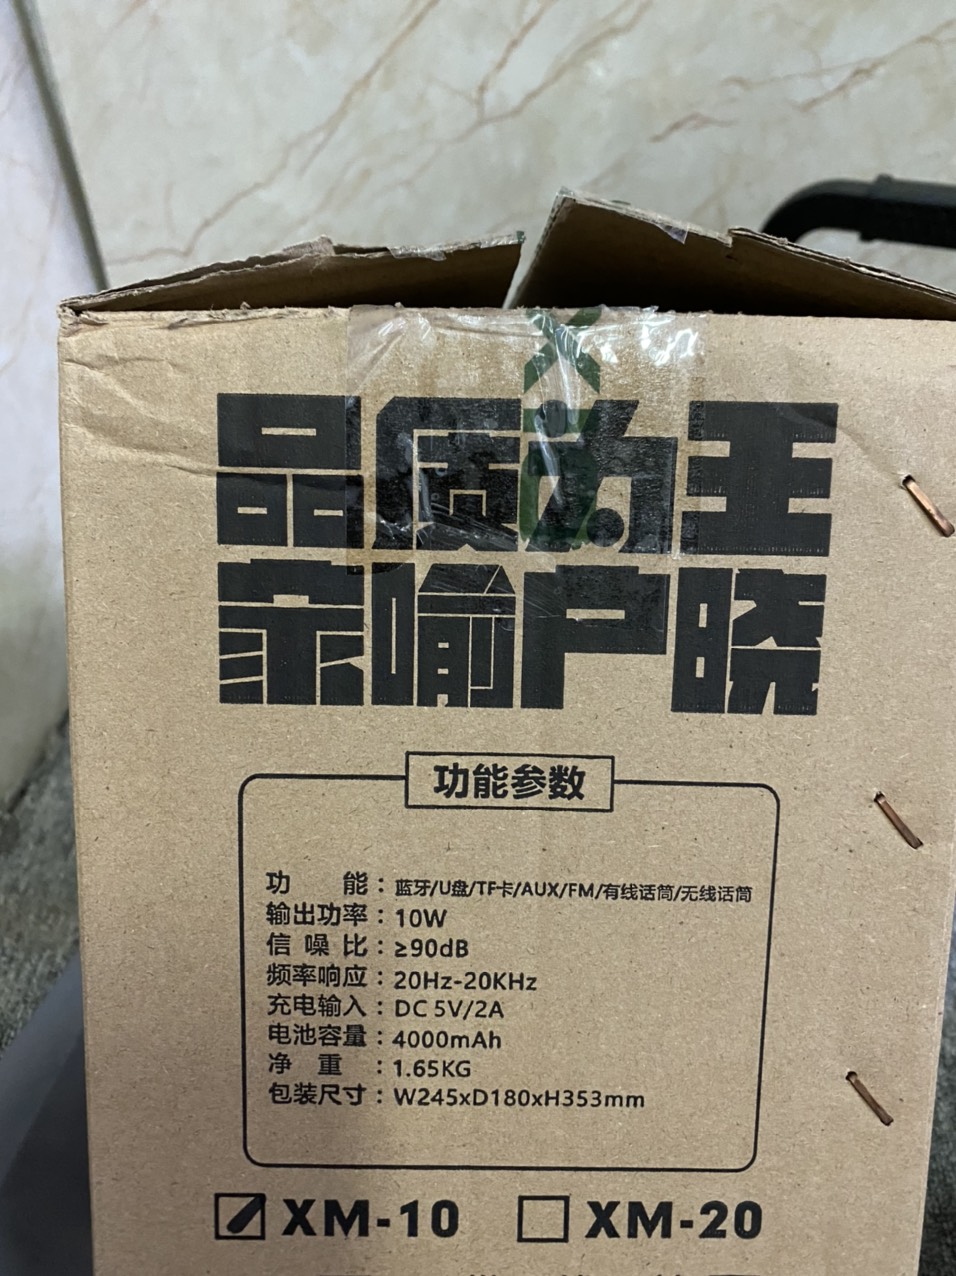 品质为王
家喻户晓
功能参数
功 能：蓝牙/U盘/TF卡/AUX/FM/有线话筒/无线话筒
输出功率：10W
信噪比：≥90dB
频率响应：20Hz-20KHz
充电输入：DC 5V/2A
电池容量：4000mAh
净 重：1.65KG
包装尺寸：W245xD180xH353mm
XM-10 XM-20